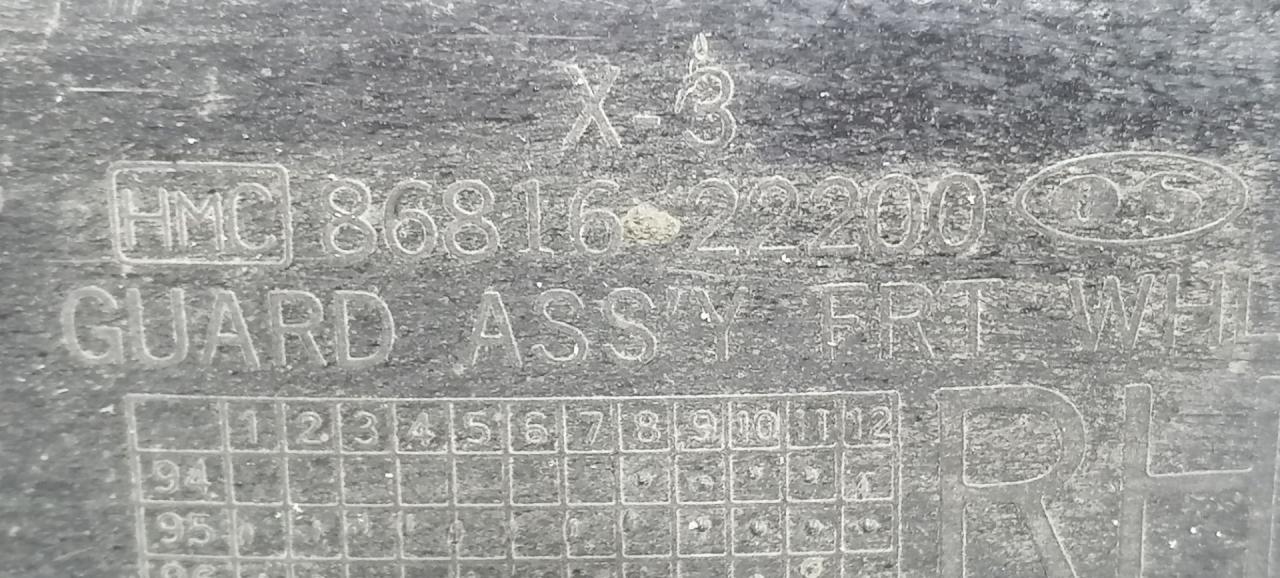 X-3
HMC 86816-22200 DS
GUARD ASS'Y FRT WHL
RH
1 2 3 4 5 6 7 8 9 10 11 12
94
95